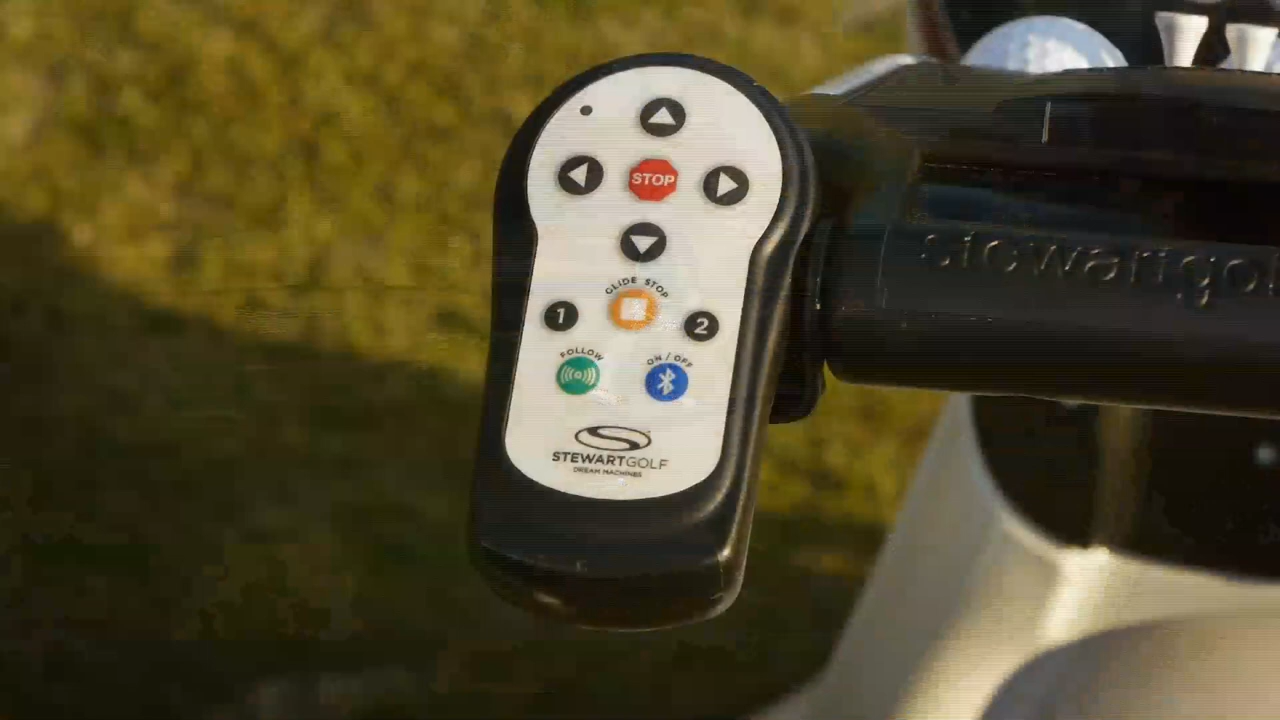 STOP
GLIDE STOP
1
2
FOLLOW
ON / OFF
STEWARTGOLF
DREAM MACHINES
stewartgol